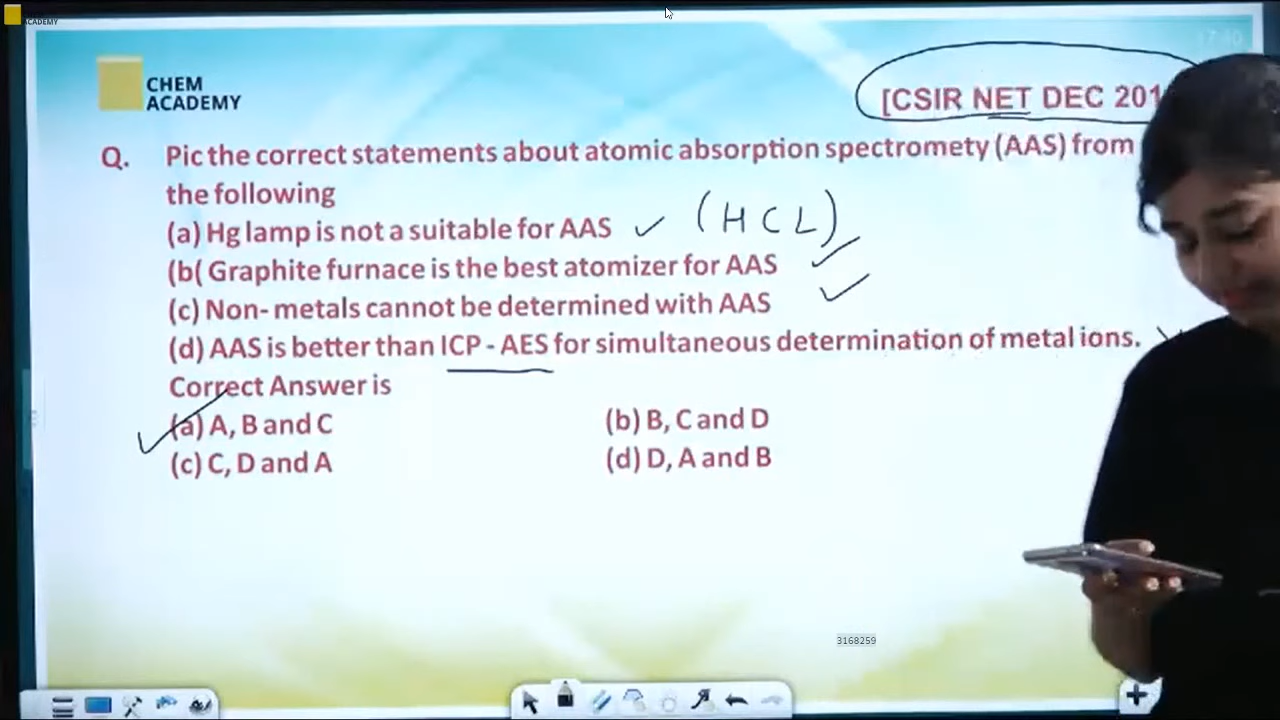 ACADEMY
CHEM
ACADEMY
[CSIR NET DEC 201
Q. Pic the correct statements about atomic absorption spectromety (AAS) from
the following
(a) Hg lamp is not a suitable for AAS (HCL)
(b( Graphite furnace is the best atomizer for AAS
(c) Non- metals cannot be determined with AAS
(d) AAS is better than ICP - AES for simultaneous determination of metal ions.
Correct Answer is
(a) A, B and C (b) B, C and D
(c) C, D and A (d) D, A and B
3168259